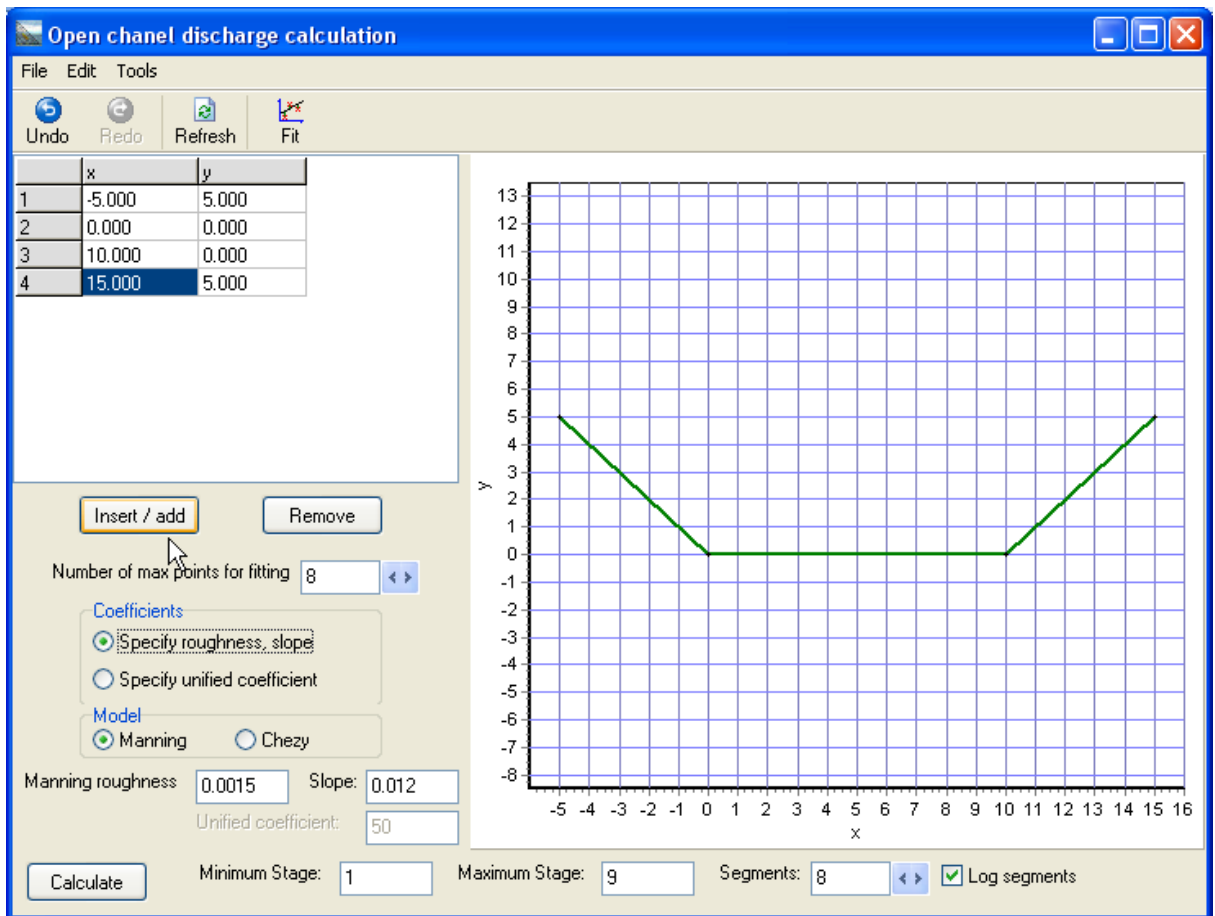 Open chanel discharge calculation
File Edit Tools
Undo Redo Refresh Fit
x y
1 -5.000 5.000
2 0.000 0.000
3 10.000 0.000
4 15.000 5.000
Insert / add Remove
Number of max points for fitting 8
Coefficients
Specify roughness, slope
Specify unified coefficient
Model
Manning Chezy
Manning roughness 0.0015 Slope: 0.012
Unified coefficient: 50
13
12
11
10
9
8
7
6
5
4
3
2
1
0
-1
-2
-3
-4
-5
-6
-7
-8
y
-5 -4 -3 -2 -1 0 1 2 3 4 5 6 7 8 9 10 11 12 13 14 15 16
x
Calculate Minimum Stage: 1 Maximum Stage: 9 Segments: 8 Log segments